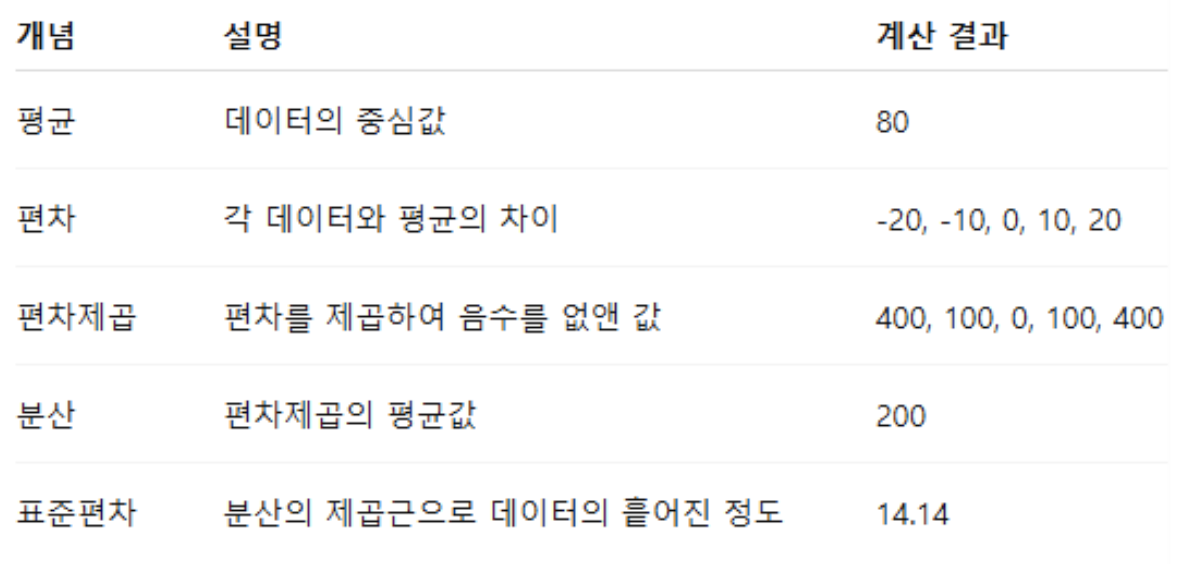 개념 설명 계산 결과
평균 데이터의 중심값 80
편차 각 데이터와 평균의 차이 -20, -10, 0, 10, 20
편차제곱 편차를 제곱하여 음수를 없앤 값 400, 100, 0, 100, 400
분산 편차제곱의 평균값 200
표준편차 분산의 제곱근으로 데이터의 흩어진 정도 14.14